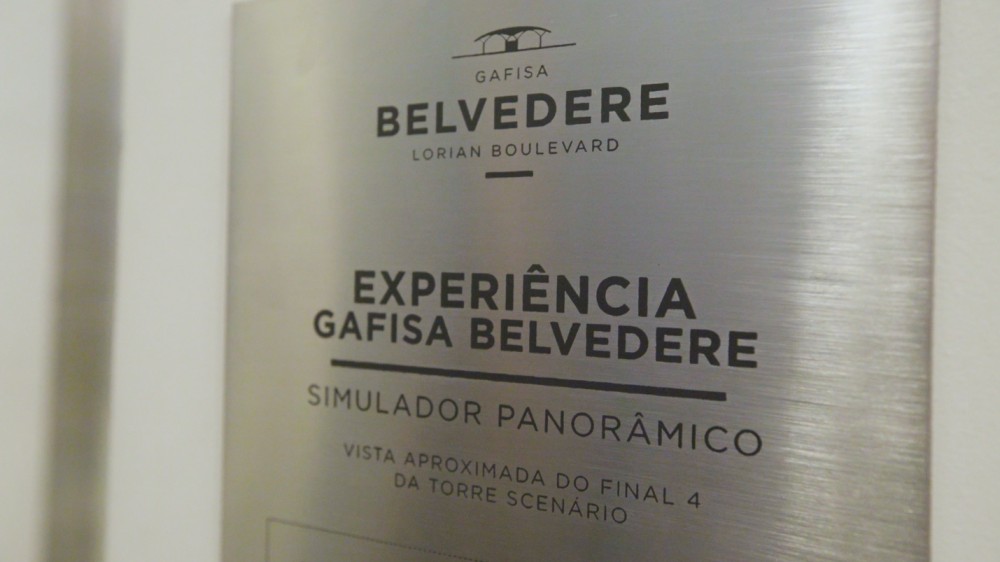 GAFISA
BELVEDERE
LORIAN BOULEVARD
EXPERIÊNCIA
GAFISA BELVEDERE
SIMULADOR PANORÂMICO
VISTA APROXIMADA DO FINAL 4
DA TORRE SCENÁRIO